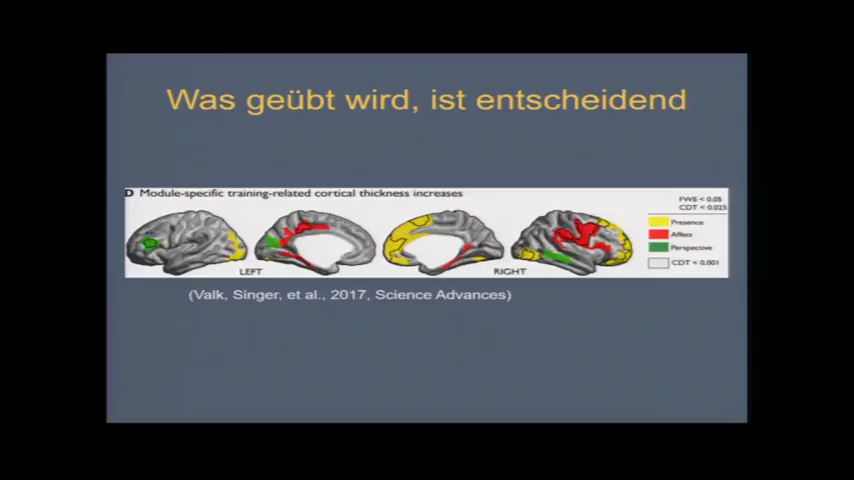 Was geübt wird, ist entscheidend
D Module-specific training-related cortical thickness increases
FWE < 0.05
CDT < 0.025
Presence
Affect
Perspective
CDT < 0.001
LEFT
RIGHT
(Valk, Singer, et al., 2017, Science Advances)